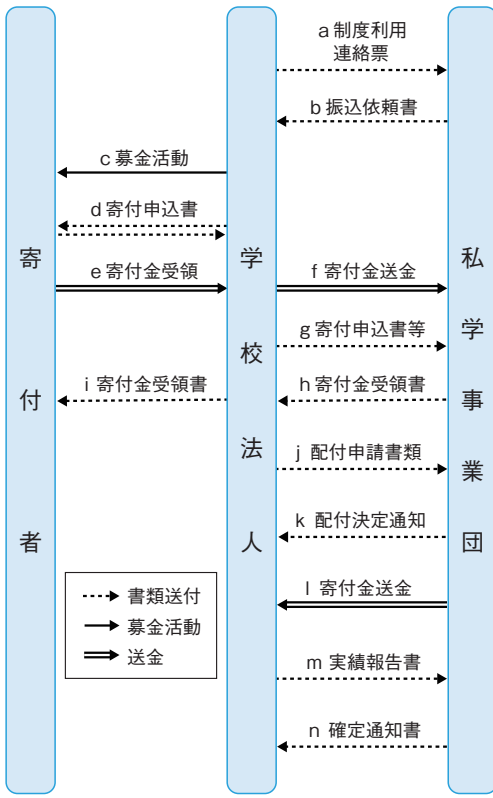 a 制度利用
連絡票
b 振込依頼書
c 募金活動
d 寄付申込書
e 寄付金受領
f 寄付金送金
g 寄付申込書等
h 寄付金受領書
i 寄付金受領書
j 配付申請書類
k 配付決定通知
l 寄付金送金
m 実績報告書
n 確定通知書
寄付者
学校法人
私学事業団
書類送付
募金活動
送金